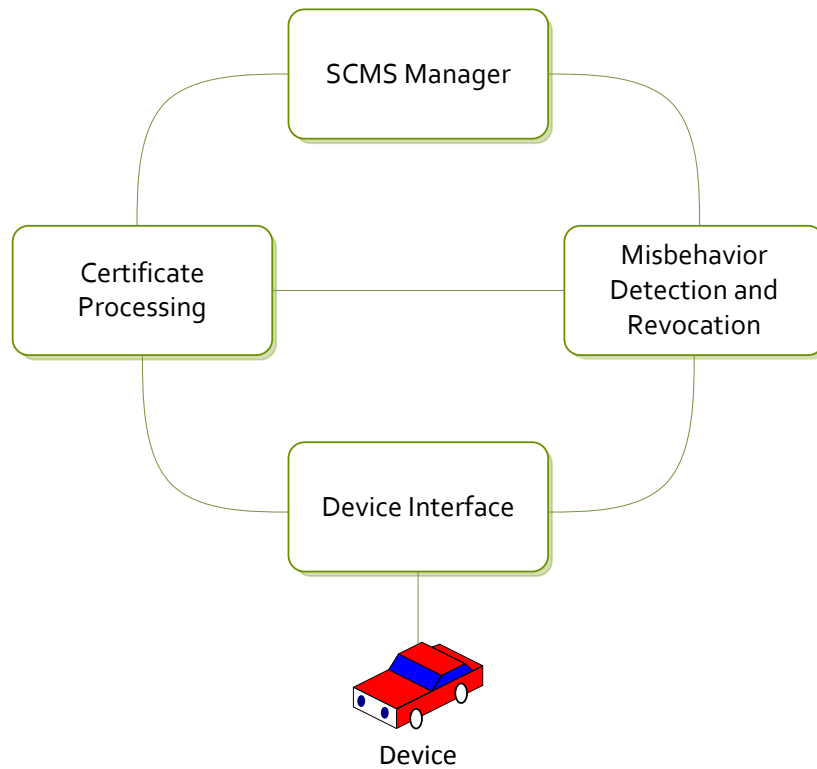 SCMS Manager
Certificate
Processing
Misbehavior
Detection and
Revocation
Device Interface
Device